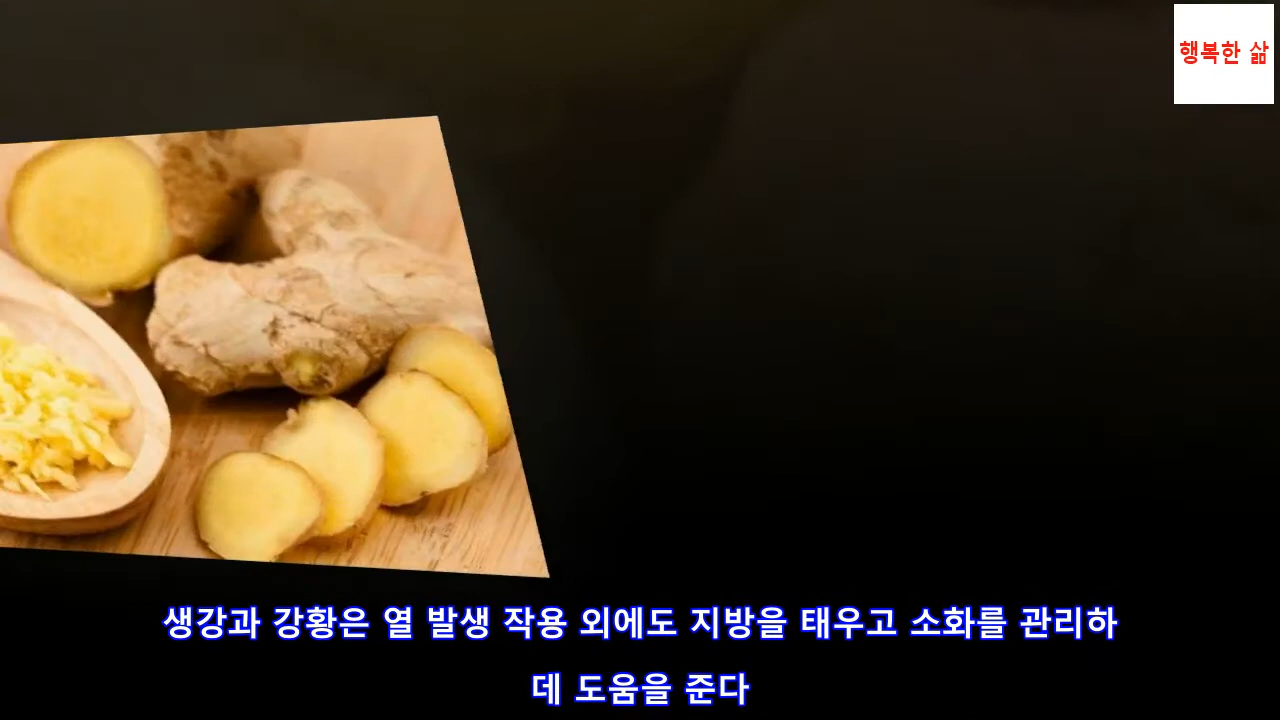 행복한 삶
생강과 강황은 열 발생 작용 외에도 지방을 태우고 소화를 관리하
데 도움을 준다